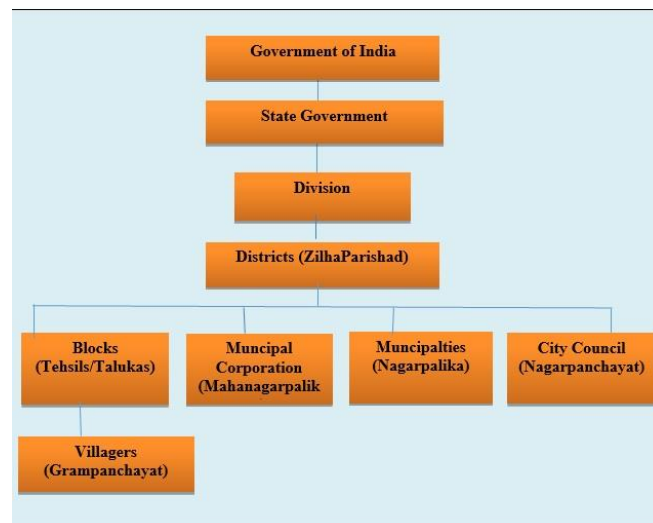 Government of India
State Government
Division
Districts (ZilhaParishad)
Blocks
(Tehsils/Talukas)
Muncipal
Corporation
(Mahanagarpalik
Muncipalties
(Nagarpalika)
City Council
(Nagarpanchayat)
Villagers
(Grampanchayat)